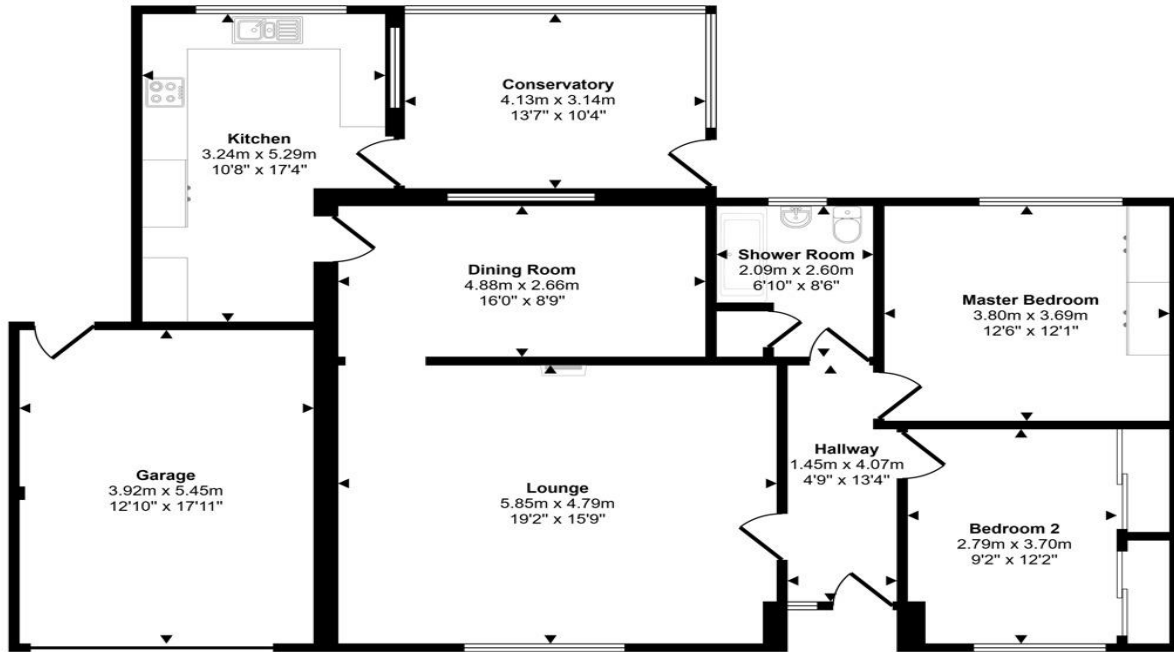 Conservatory
4.13m x 3.14m
13'7" x 10'4"
Kitchen
3.24m x 5.29m
10'8" x 17'4"
Dining Room
4.88m x 2.66m
16'0" x 8'9"
Shower Room
2.09m x 2.60m
6'10" x 8'6"
Master Bedroom
3.80m x 3.69m
12'6" x 12'1"
Garage
3.92m x 5.45m
12'10" x 17'11"
Lounge
5.85m x 4.79m
19'2" x 15'9"
Hallway
1.45m x 4.07m
4'9" x 13'4"
Bedroom 2
2.79m x 3.70m
9'2" x 12'2"